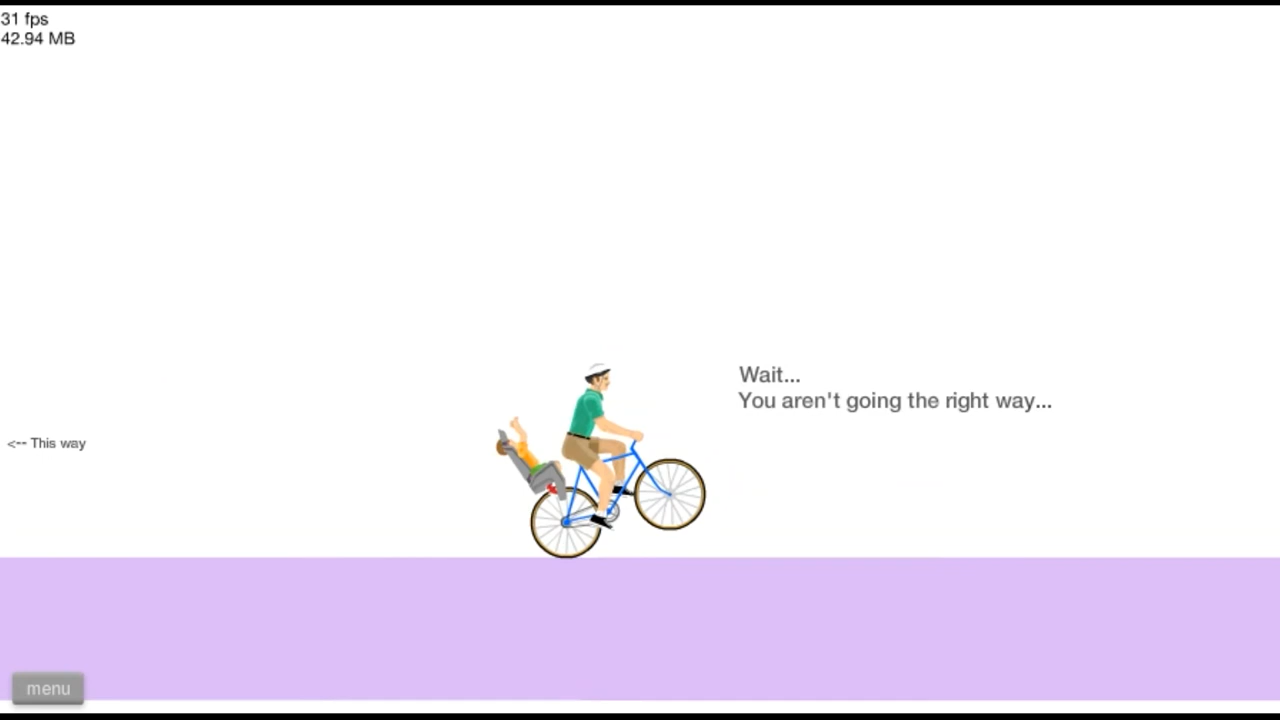 31 fps
42.94 MB
Wait...
You aren't going the right way...
<-- This way
menu